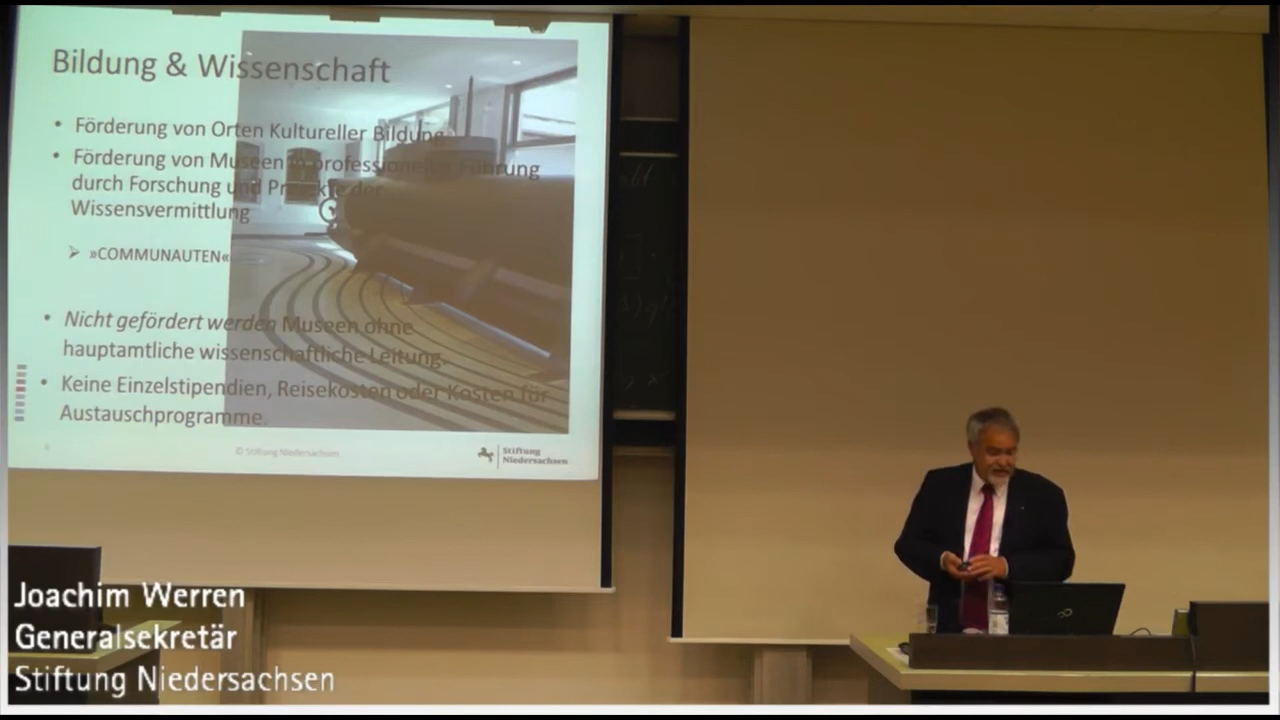 Bildung & Wissenschaft
• Förderung von Orten Kultureller Bildung
• Förderung von Museen in professioneller Führung
durch Forschung und Projekte der
Wissensvermittlung
➢ »COMMUNAUTEN«
• Nicht gefördert werden Museen ohne
hauptamtliche wissenschaftliche Leitung.
• Keine Einzelstipendien, Reisekosten oder Kosten für
Austauschprogramme.
© Stiftung Niedersachsen
Stiftung
Niedersachsen
Joachim Werren
Generalsekretär
Stiftung Niedersachsen